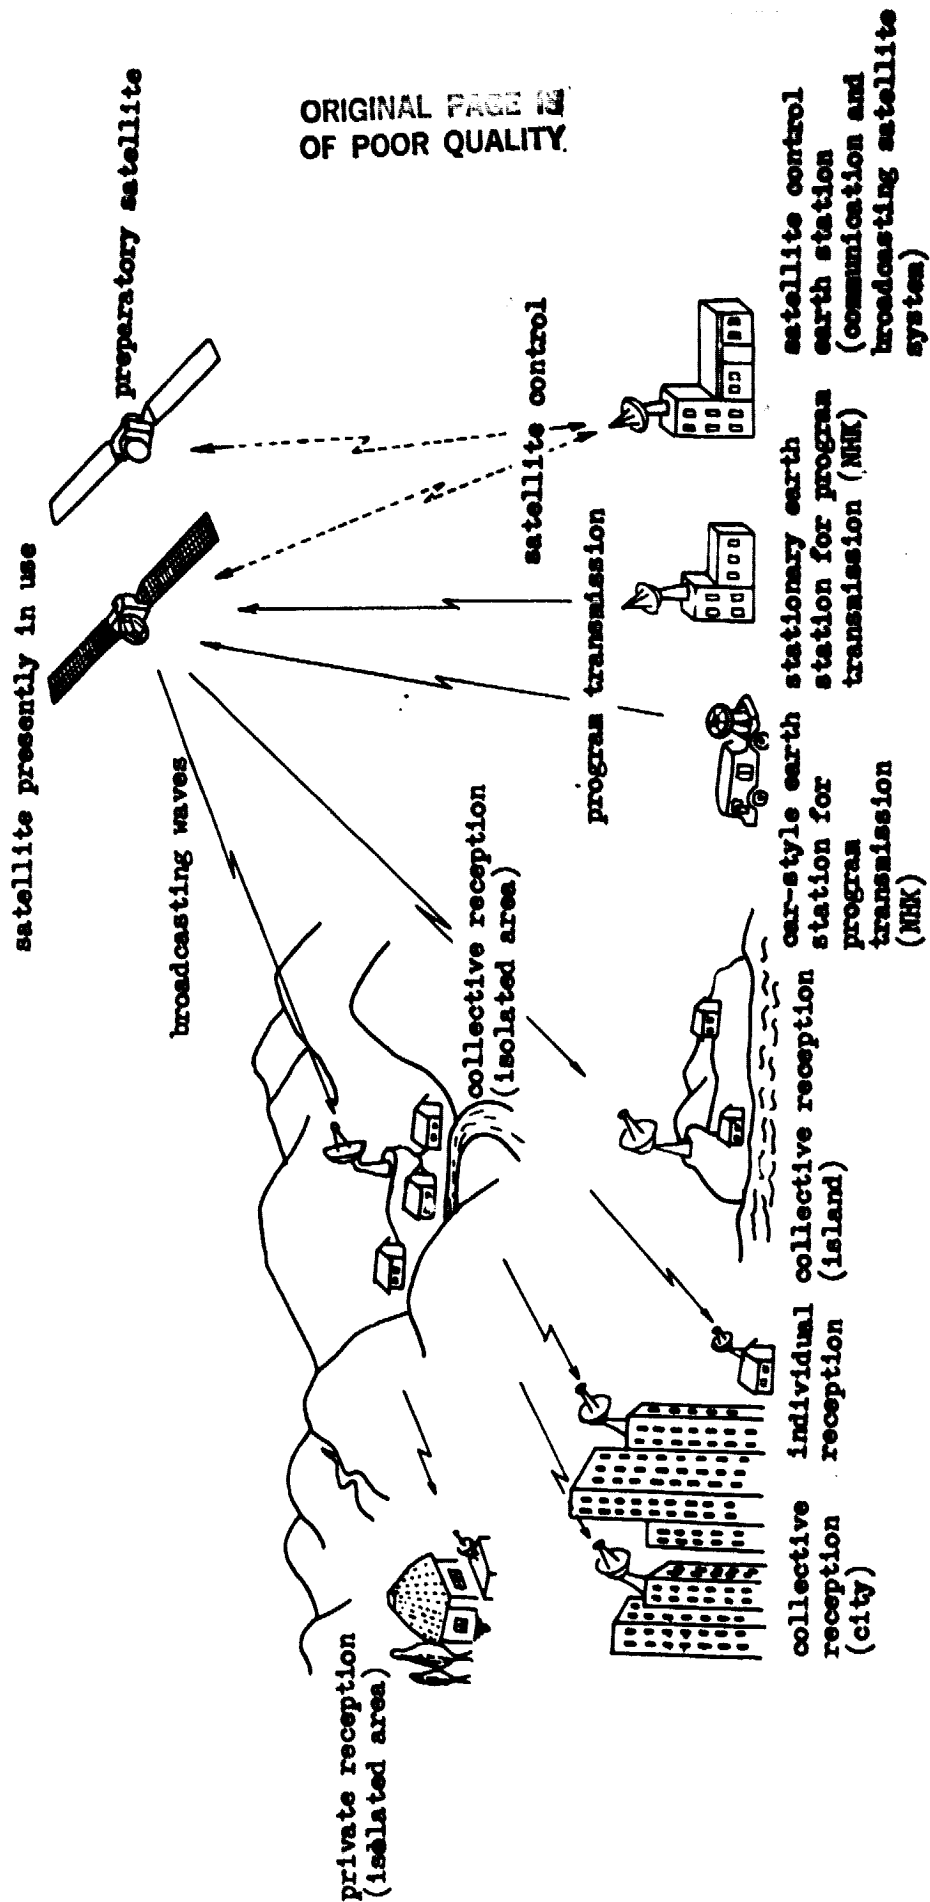 ORIGINAL PAGE IS
OF POOR QUALITY
satellite presently in use
preparatory satellite
broadcasting waves
satellite control
program transmission
collective reception
(isolated area)
private reception
(isolated area)
collective
reception
(city)
individual
reception
collective reception
(island)
car-style earth
station for
program
transmission
(NHK)
stationary earth
station for program
transmission (NHK)
satellite control
earth station
(communication and
broadcasting satellite
system)